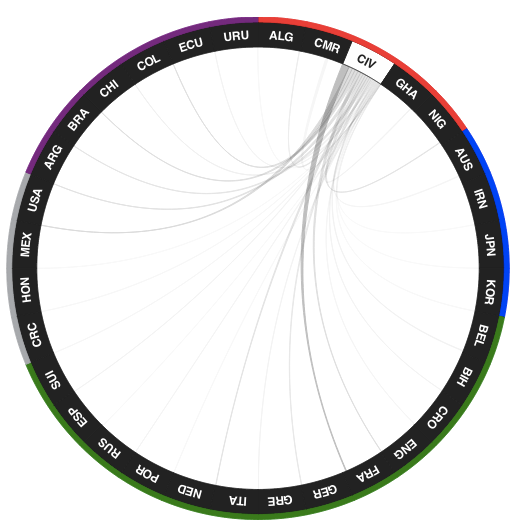 URU
ALG
CMR
CIV
GHA
NIG
AUS
IRN
JPN
KOR
BEL
BIH
CRO
ENG
FRA
GER
GRE
ITA
NED
POR
RUS
ESP
SUI
CRC
HON
MEX
USA
ARG
BRA
CHI
COL
ECU